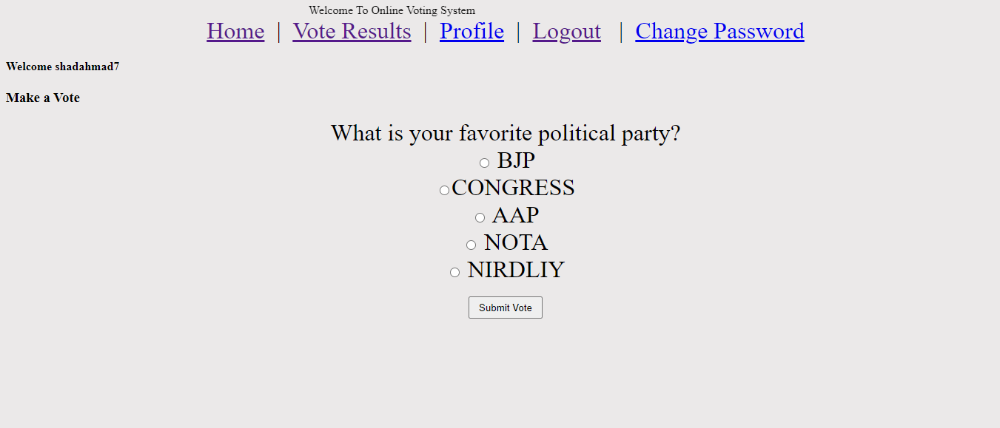 Welcome To Online Voting System
Home | Vote Results | Profile | Logout | Change Password
Welcome shadahmad7
Make a Vote
What is your favorite political party?
BJP
CONGRESS
AAP
NOTA
NIRDLIY
Submit Vote